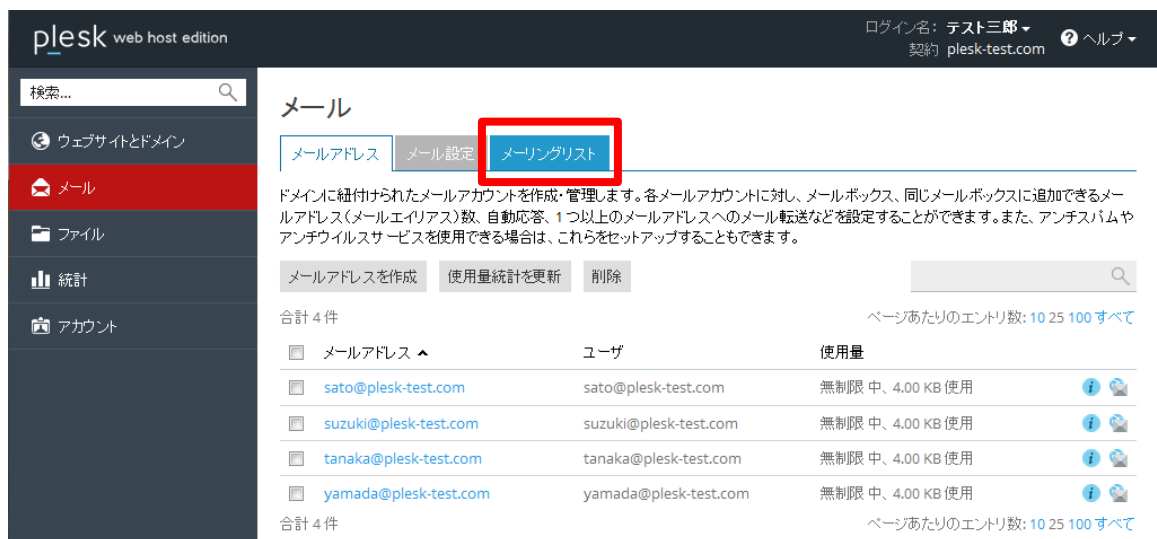 plesk web host edition
ログイン名: テスト三郎
契約 plesk-test.com
ヘルプ
検索...
ウェブサイトとドメイン
メール
ファイル
統計
アカウント
メール
メールアドレス メール設定 メーリングリスト
ドメインに紐付けられたメールアカウントを作成・管理します。各メールアカウントに対し、メールボックス、同じメールボックスに追加できるメー
ルアドレス(メールエイリアス)数、自動応答、1 つ以上のメールアドレスへのメール転送などを設定することができます。また、アンチスパムや
アンチウイルスサービスを使用できる場合は、これらをセットアップすることもできます。
メールアドレスを作成 使用量統計を更新 削除
合計 4 件 ページあたりのエントリ数: 10 25 100 すべて
メールアドレス ユーザ 使用量
sato@plesk-test.com sato@plesk-test.com 無制限 中、4.00 KB 使用
suzuki@plesk-test.com suzuki@plesk-test.com 無制限 中、4.00 KB 使用
tanaka@plesk-test.com tanaka@plesk-test.com 無制限 中、4.00 KB 使用
yamada@plesk-test.com yamada@plesk-test.com 無制限 中、4.00 KB 使用
合計 4 件 ページあたりのエントリ数: 10 25 100 すべて